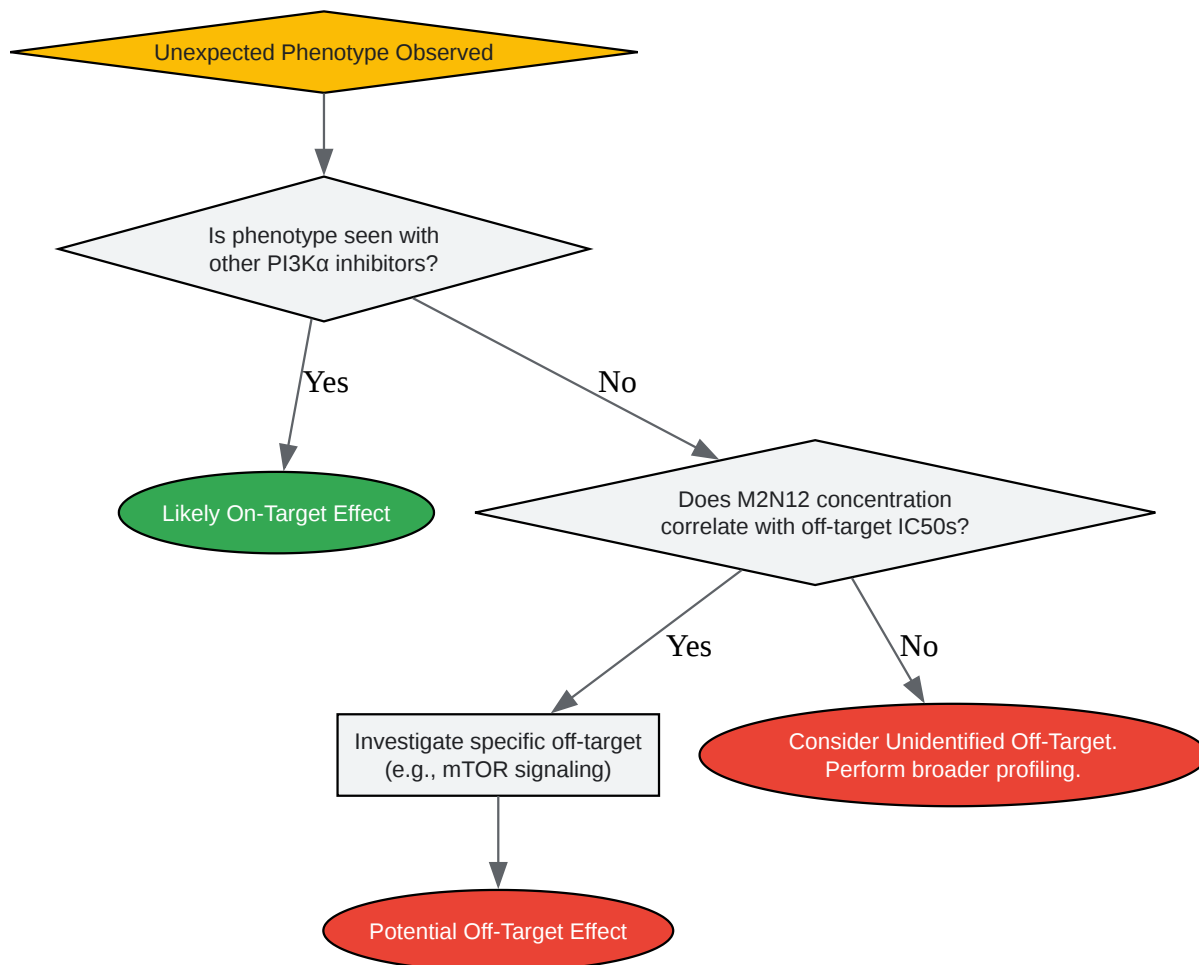 Unexpected Phenotype Observed
Is phenotype seen with
other PI3Kα inhibitors?
Yes
No
Likely On-Target Effect
Does M2N12 concentration
correlate with off-target IC50s?
Yes
No
Investigate specific off-target
(e.g., mTOR signaling)
Consider Unidentified Off-Target.
Perform broader profiling.
Potential Off-Target Effect